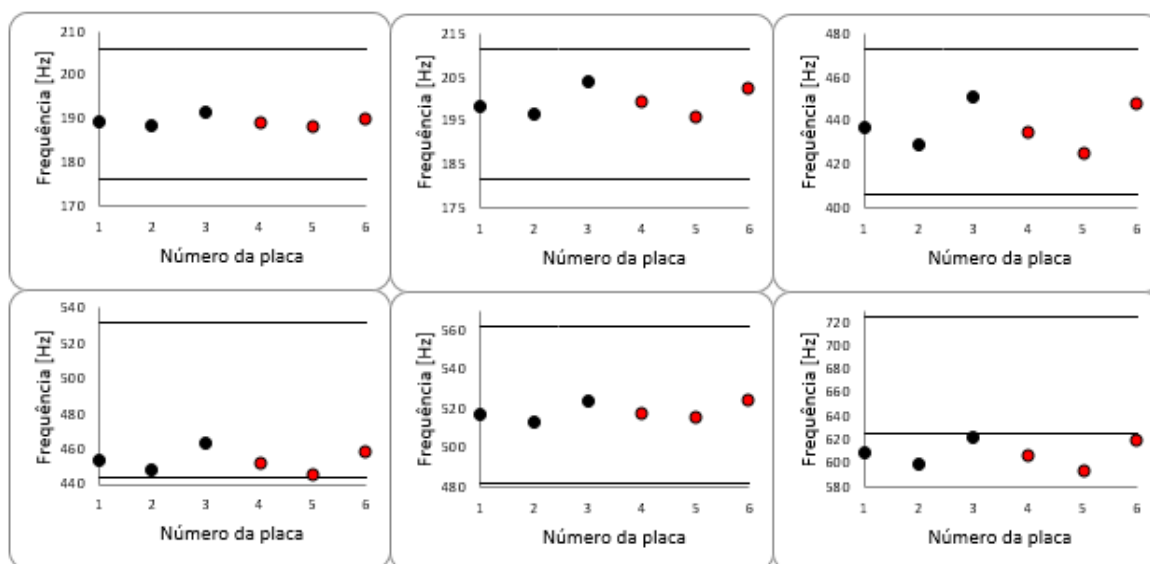 Frequência [Hz]
210
200
190
180
170
1 2 3 4 5 6
Número da placa
Frequência [Hz]
215
205
195
185
175
1 2 3 4 5 6
Número da placa
Frequência [Hz]
480
460
440
420
400
1 2 3 4 5 6
Número da placa
Frequência [Hz]
540
520
500
480
460
440
1 2 3 4 5 6
Número da placa
Frequência [Hz]
560
540
520
500
480
1 2 3 4 5 6
Número da placa
Frequência [Hz]
720
700
680
660
640
620
600
580
1 2 3 4 5 6
Número da placa